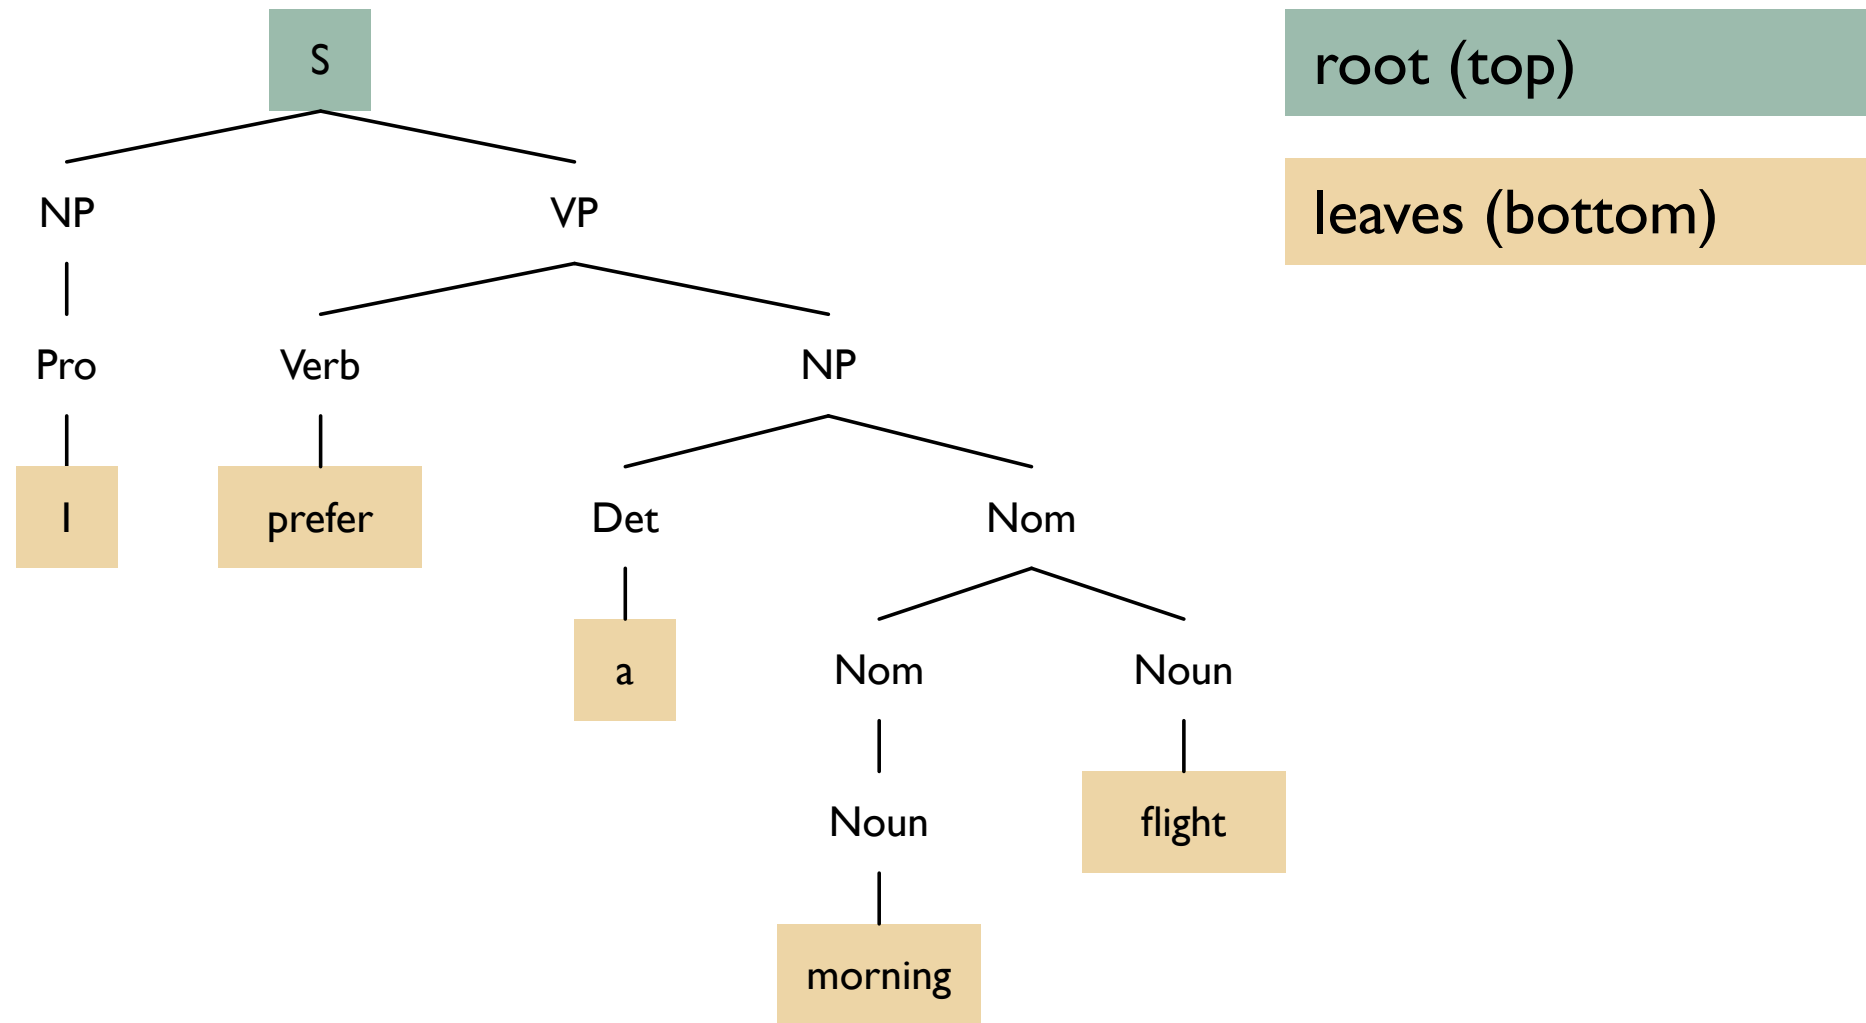 S
root (top)
NP VP
leaves (bottom)
Pro Verb NP
I prefer Det Nom
a Nom Noun
Noun flight
morning